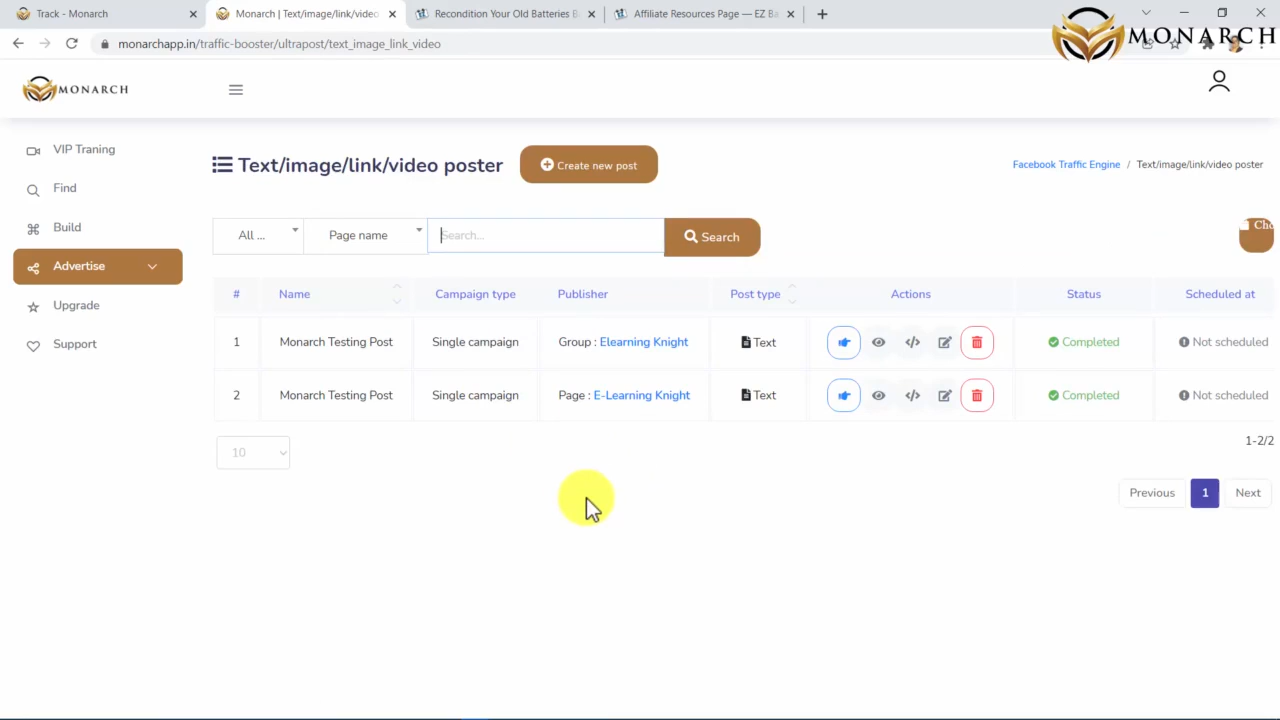 Track - Monarch
Monarch | Text/image/link/video
Recondition Your Old Batteries B
Affiliate Resources Page — EZ Ba
monarchapp.in/traffic-booster/ultrapost/text_image_link_video
MONARCH
MONARCH
VIP Traning
Find
Build
Advertise
Upgrade
Support
Text/image/link/video poster
Create new post
Facebook Traffic Engine / Text/image/link/video poster
All ...
Page name
Search...
Search
Cho
# Name Campaign type Publisher Post type Actions Status Scheduled at
1 Monarch Testing Post Single campaign Group : Elearning Knight Text Completed Not scheduled
2 Monarch Testing Post Single campaign Page : E-Learning Knight Text Completed Not scheduled
10
1-2/2
Previous 1 Next